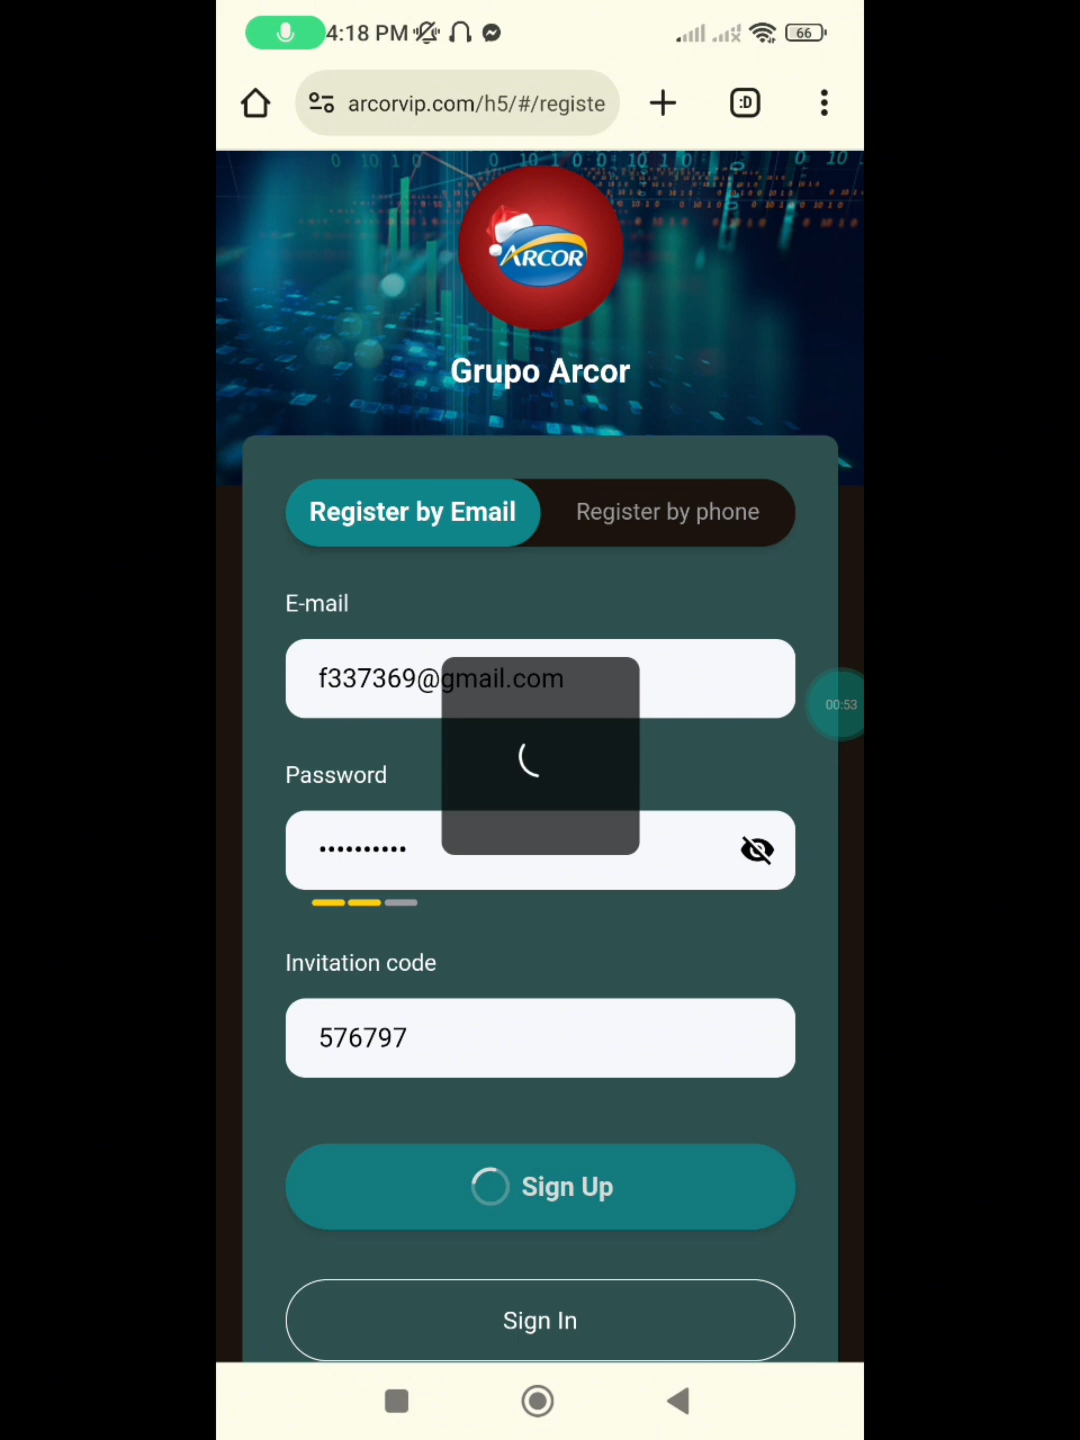 4:18 PM
66
arcorvip.com/h5/#/registe
:D
ARCOR
Grupo Arcor
Register by Email
Register by phone
E-mail
f337369@gmail.com
00:53
Password
••••••••••
Invitation code
576797
Sign Up
Sign In